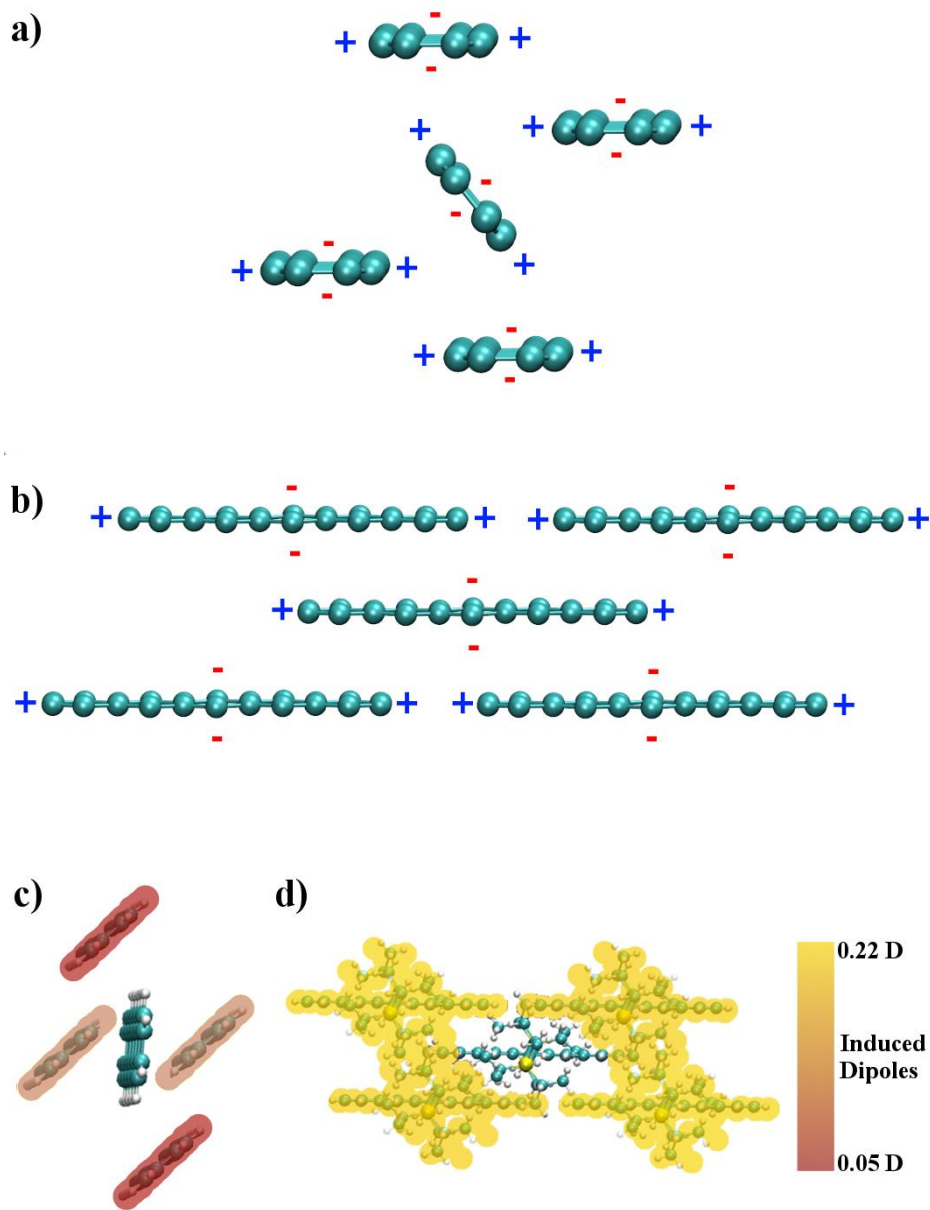 a)
-
+ +
-
-
+ +
-
+
-
-
+
-
+ +
-
-
+ +
-
b)
- -
+ + + +
- -
-
+ +
-
- -
+ + + +
- -
c)
d)
0.22 D
Induced
Dipoles
0.05 D